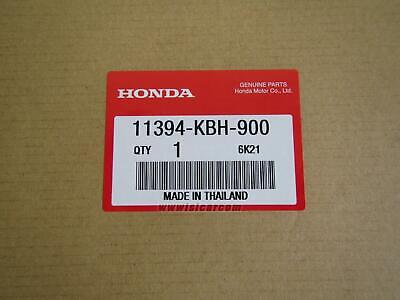 HONDA
GENUINE PARTS
Honda Motor Co., Ltd.
11394-KBH-900
QTY 1 6K21
MADE IN THAILAND